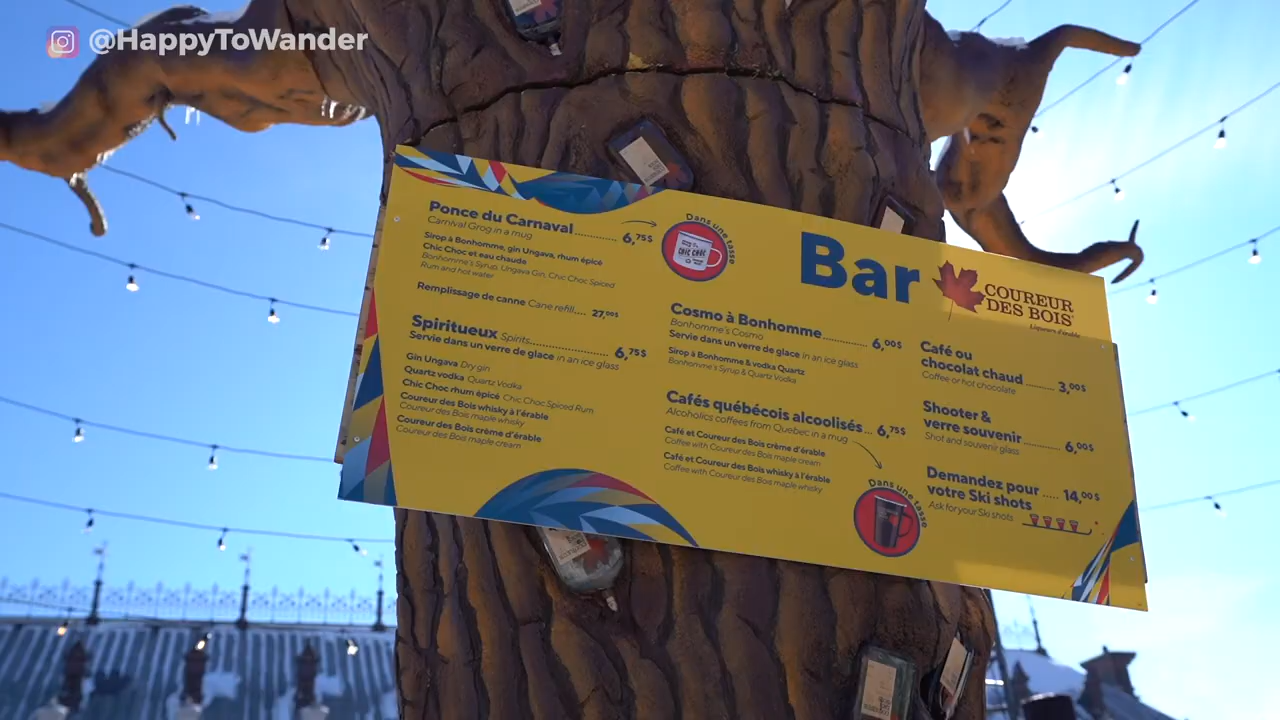 @HappyToWander
Ponce du Carnaval ........ 6,75$
Carnival Grog in a mug
Sirop à Bonhomme, gin Ungava, rhum épicé
Chic Choc et eau chaude
Bonhomme's Syrup, Ungava Gin, Chic Choc Spiced
Rum and hot water
Dans une tasse
CHIC CHOC
Remplissage de canne Cane refill.... 27,00$
Spiritueux Spirits........................ 6,75$
Servie dans un verre de glace in an ice glass
Gin Ungava Dry gin
Quartz vodka Quartz Vodka
Chic Choc rhum épicé Chic Choc Spiced Rum
Coureur des Bois whisky à l'érable
Coureur des Bois maple whisky
Coureur des Bois crème d'érable
Coureur des Bois maple cream
Cosmo à Bonhomme.............. 6,00$
Bonhomme's Cosmo
Servie dans un verre de glace in an ice glass
Sirop à Bonhomme & vodka Quartz
Bonhomme's Syrup & Quartz Vodka
Cafés québécois alcoolisés... 6,75$
Alcoholics coffees from Quebec in a mug
Café et Coureur des Bois crème d'érable
Coffee with Coureur des Bois maple cream
Café et Coureur des Bois whisky à l'érable
Coffee with Coureur des Bois maple whisky
Dans une tasse
Bar
COUREUR
DES BOIS
Liqueurs d'érable
Café ou
chocolat chaud ........ 3,00$
Coffee or hot chocolate
Shooter &
verre souvenir .......... 6,00$
Shot and souvenir glass
Demandez pour
votre Ski shots ..... 14,00$
Ask for your Ski shots